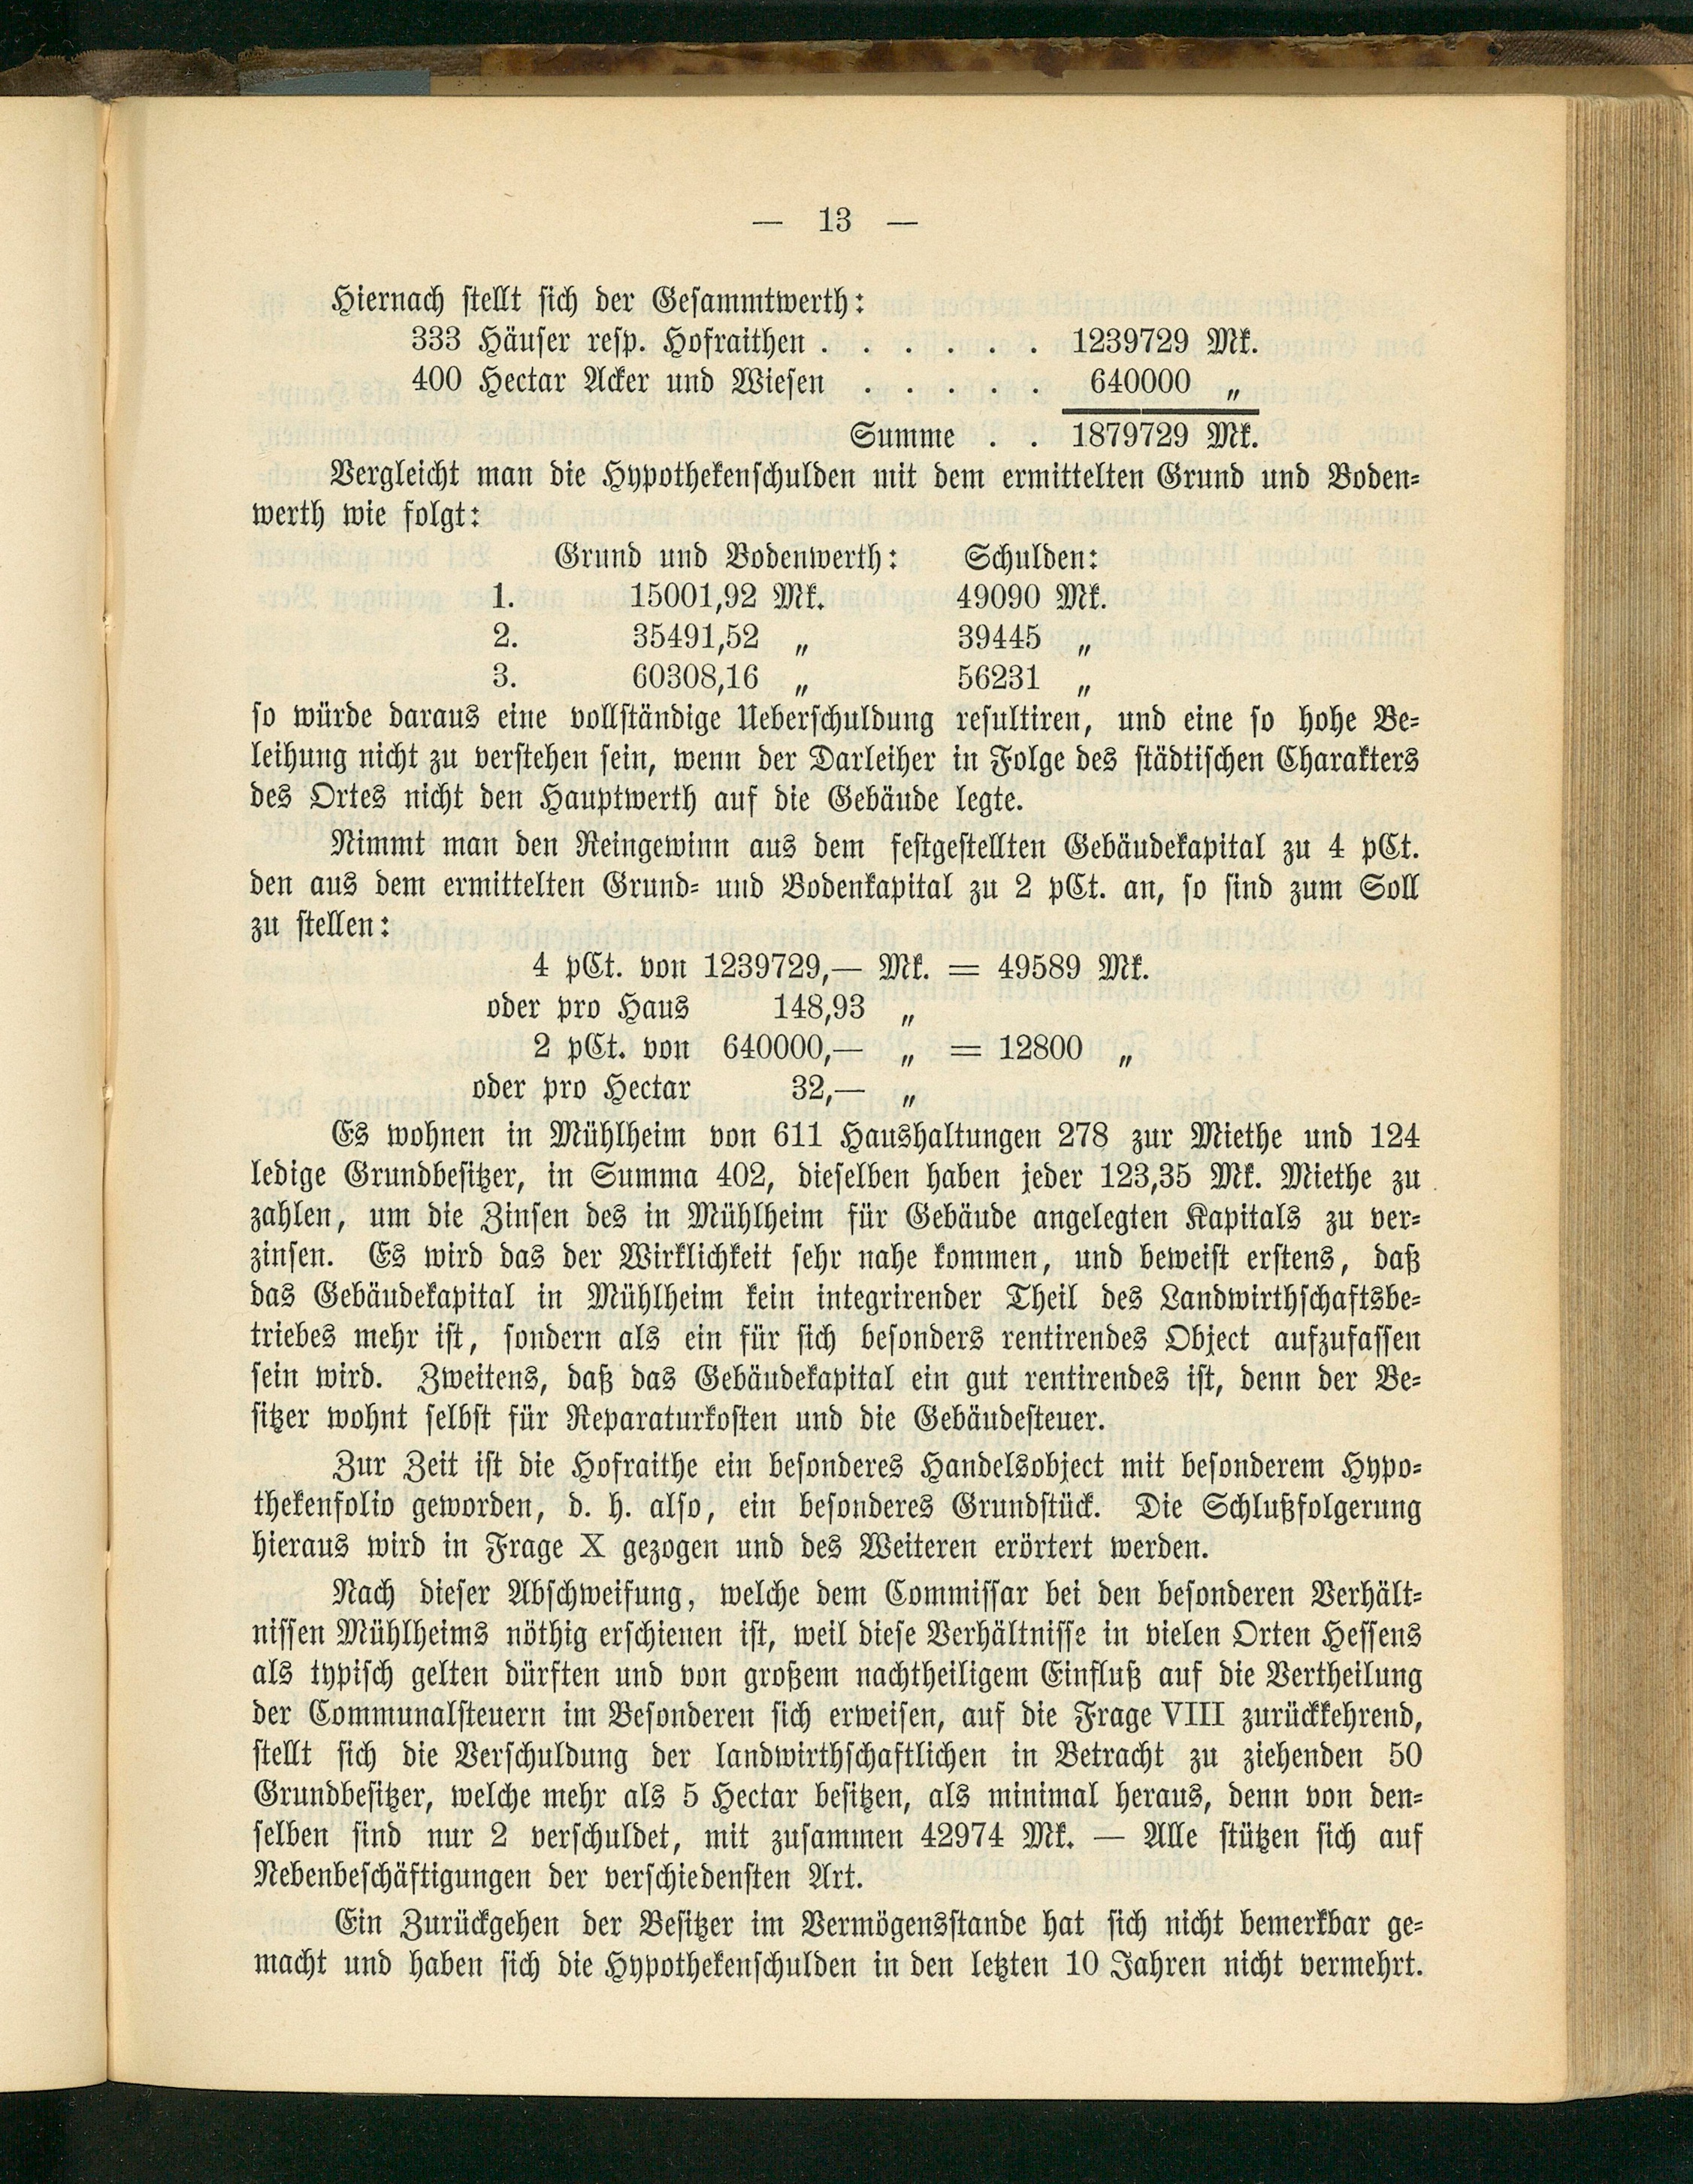 — 13 —
Hiernach stellt sich der Gesammtwerth:
333 Häuser resp. Hofraithen . . . . . . 1239729 Mk.
400 Hectar Acker und Wiesen . . . . . 640000 „
Summe . . 1879729 Mk.
Vergleicht man die Hypothekenschulden mit dem ermittelten Grund und Boden-
werth wie folgt:
Grund und Bodenwerth: Schulden:
1. 15001,92 Mk. 49090 Mk.
2. 35491,52 „ 39445 „
3. 60308,16 „ 56231 „
so würde daraus eine vollständige Ueberschuldung resultiren, und eine so hohe Be-
leihung nicht zu verstehen sein, wenn der Darleiher in Folge des städtischen Charakters
des Ortes nicht den Hauptwerth auf die Gebäude legte.
Nimmt man den Reingewinn aus dem festgestellten Gebäudekapital zu 4 pCt.
den aus dem ermittelten Grund- und Bodenkapital zu 2 pCt. an, so sind zum Soll
zu stellen:
4 pCt. von 1239729,— Mk. = 49589 Mk.
oder pro Haus 148,93 „
2 pCt. von 640000,— „ = 12800 „
oder pro Hectar 32,— „
Es wohnen in Mühlheim von 611 Haushaltungen 278 zur Miethe und 124
ledige Grundbesitzer, in Summa 402, dieselben haben jeder 123,35 Mk. Miethe zu
zahlen, um die Zinsen des in Mühlheim für Gebäude angelegten Kapitals zu ver-
zinsen. Es wird das der Wirklichkeit sehr nahe kommen, und beweist erstens, daß
das Gebäudekapital in Mühlheim kein integrirender Theil des Landwirthschaftsbe-
triebes mehr ist, sondern als ein für sich besonders rentirendes Object aufzufassen
sein wird. Zweitens, daß das Gebäudekapital ein gut rentirendes ist, denn der Be-
sitzer wohnt selbst für Reparaturkosten und die Gebäudesteuer.
Zur Zeit ist die Hofraithe ein besonderes Handelsobject mit besonderem Hypo-
thekenfolio geworden, d. h. also, ein besonderes Grundstück. Die Schlußfolgerung
hieraus wird in Frage X gezogen und des Weiteren erörtert werden.
Nach dieser Abschweifung, welche dem Commissar bei den besonderen Verhält-
nissen Mühlheims nöthig erschienen ist, weil diese Verhältnisse in vielen Orten Hessens
als typisch gelten dürften und von großem nachtheiligem Einfluß auf die Vertheilung
der Communalsteuern im Besonderen sich erweisen, auf die Frage VIII zurückkehrend,
stellt sich die Verschuldung der landwirthschaftlichen in Betracht zu ziehenden 50
Grundbesitzer, welche mehr als 5 Hectar besitzen, als minimal heraus, denn von den-
selben sind nur 2 verschuldet, mit zusammen 42974 Mk. — Alle stützen sich auf
Nebenbeschäftigungen der verschiedensten Art.
Ein Zurückgehen der Besitzer im Vermögensstande hat sich nicht bemerkbar ge-
macht und haben sich die Hypothekenschulden in den letzten 10 Jahren nicht vermehrt.